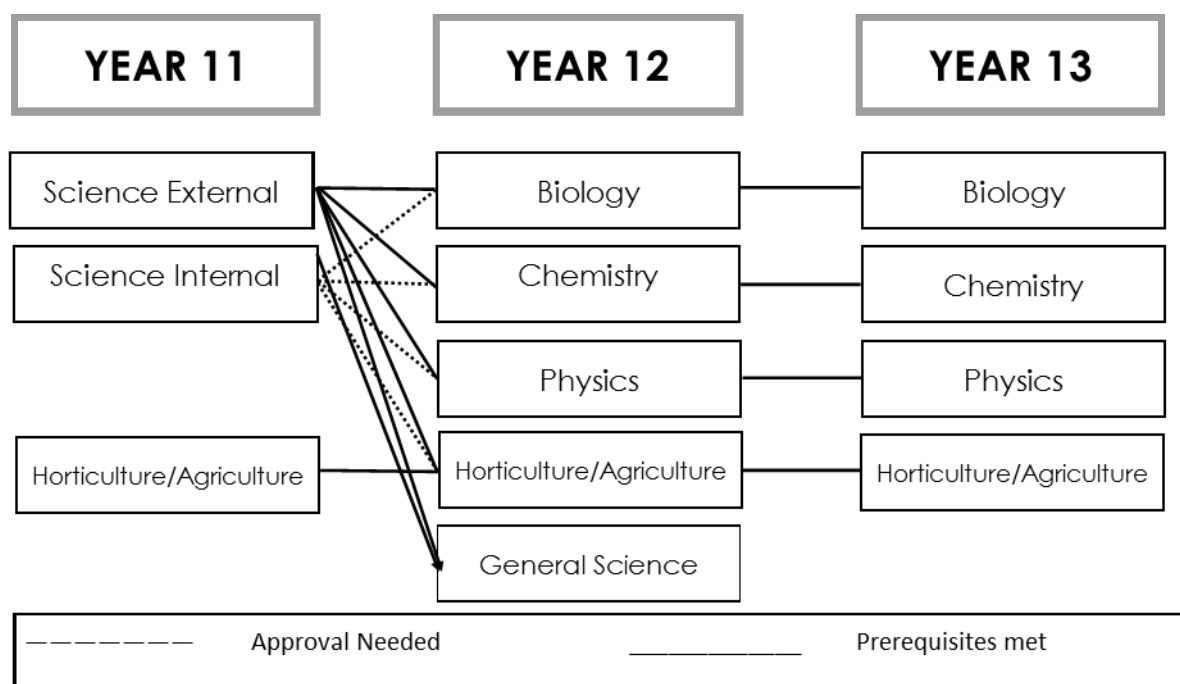 YEAR 11
YEAR 12
YEAR 13
Science External
Biology
Biology
Science Internal
Chemistry
Chemistry
Physics
Physics
Horticulture/Agriculture
Horticulture/Agriculture
Horticulture/Agriculture
General Science
Approval Needed
Prerequisites met